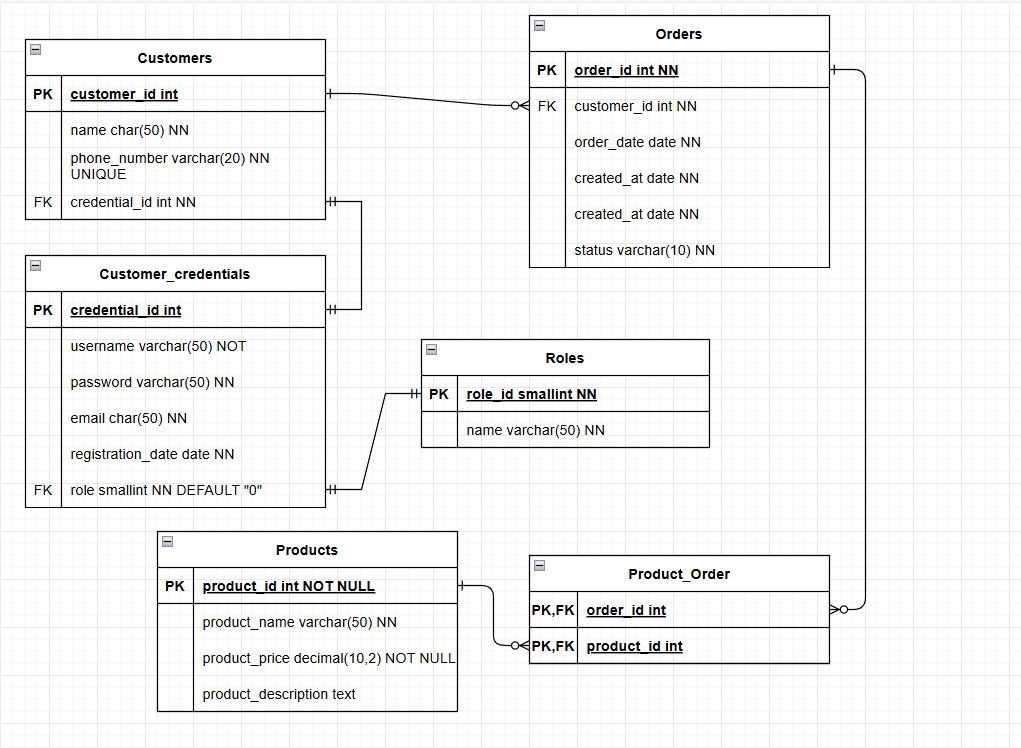 Customers
PK customer_id int
name char(50) NN
phone_number varchar(20) NN
UNIQUE
FK credential_id int NN
Orders
PK order_id int NN
FK customer_id int NN
order_date date NN
created_at date NN
created_at date NN
status varchar(10) NN
Customer_credentials
PK credential_id int
username varchar(50) NOT
password varchar(50) NN
email char(50) NN
registration_date date NN
FK role smallint NN DEFAULT "0"
Roles
PK role_id smallint NN
name varchar(50) NN
Products
PK product_id int NOT NULL
product_name varchar(50) NN
product_price decimal(10,2) NOT NULL
product_description text
Product_Order
PK,FK order_id int
PK,FK product_id int